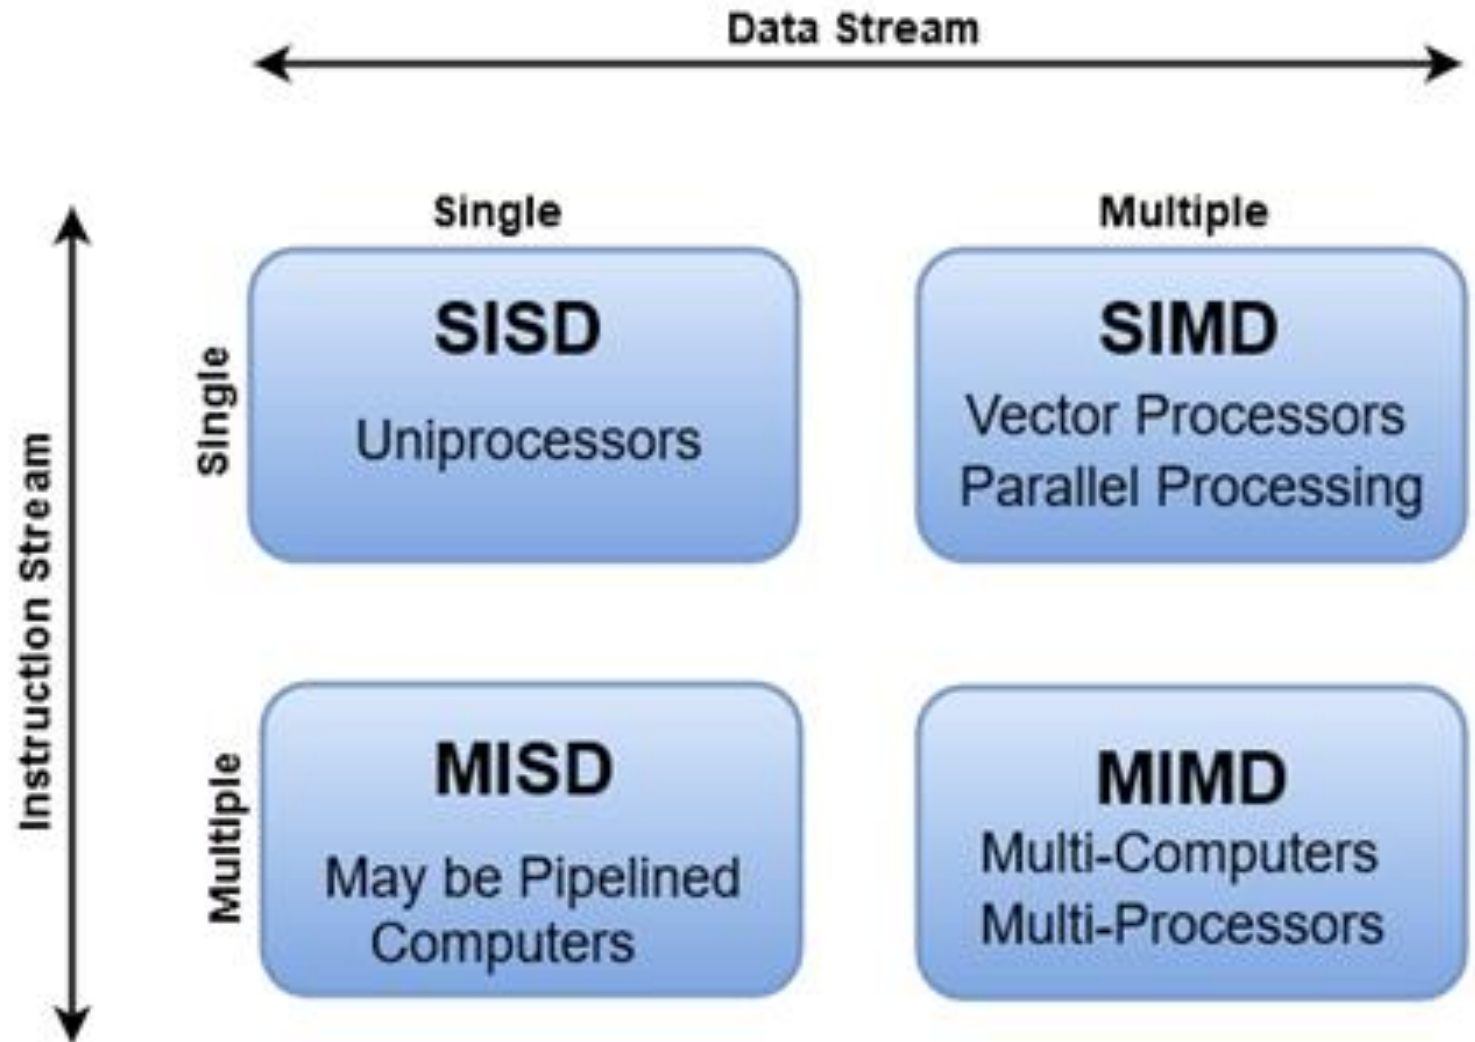 Data Stream
Single
Multiple
Instruction Stream
Single
SISD
Uniprocessors
SIMD
Vector Processors
Parallel Processing
Multiple
MISD
May be Pipelined
Computers
MIMD
Multi-Computers
Multi-Processors